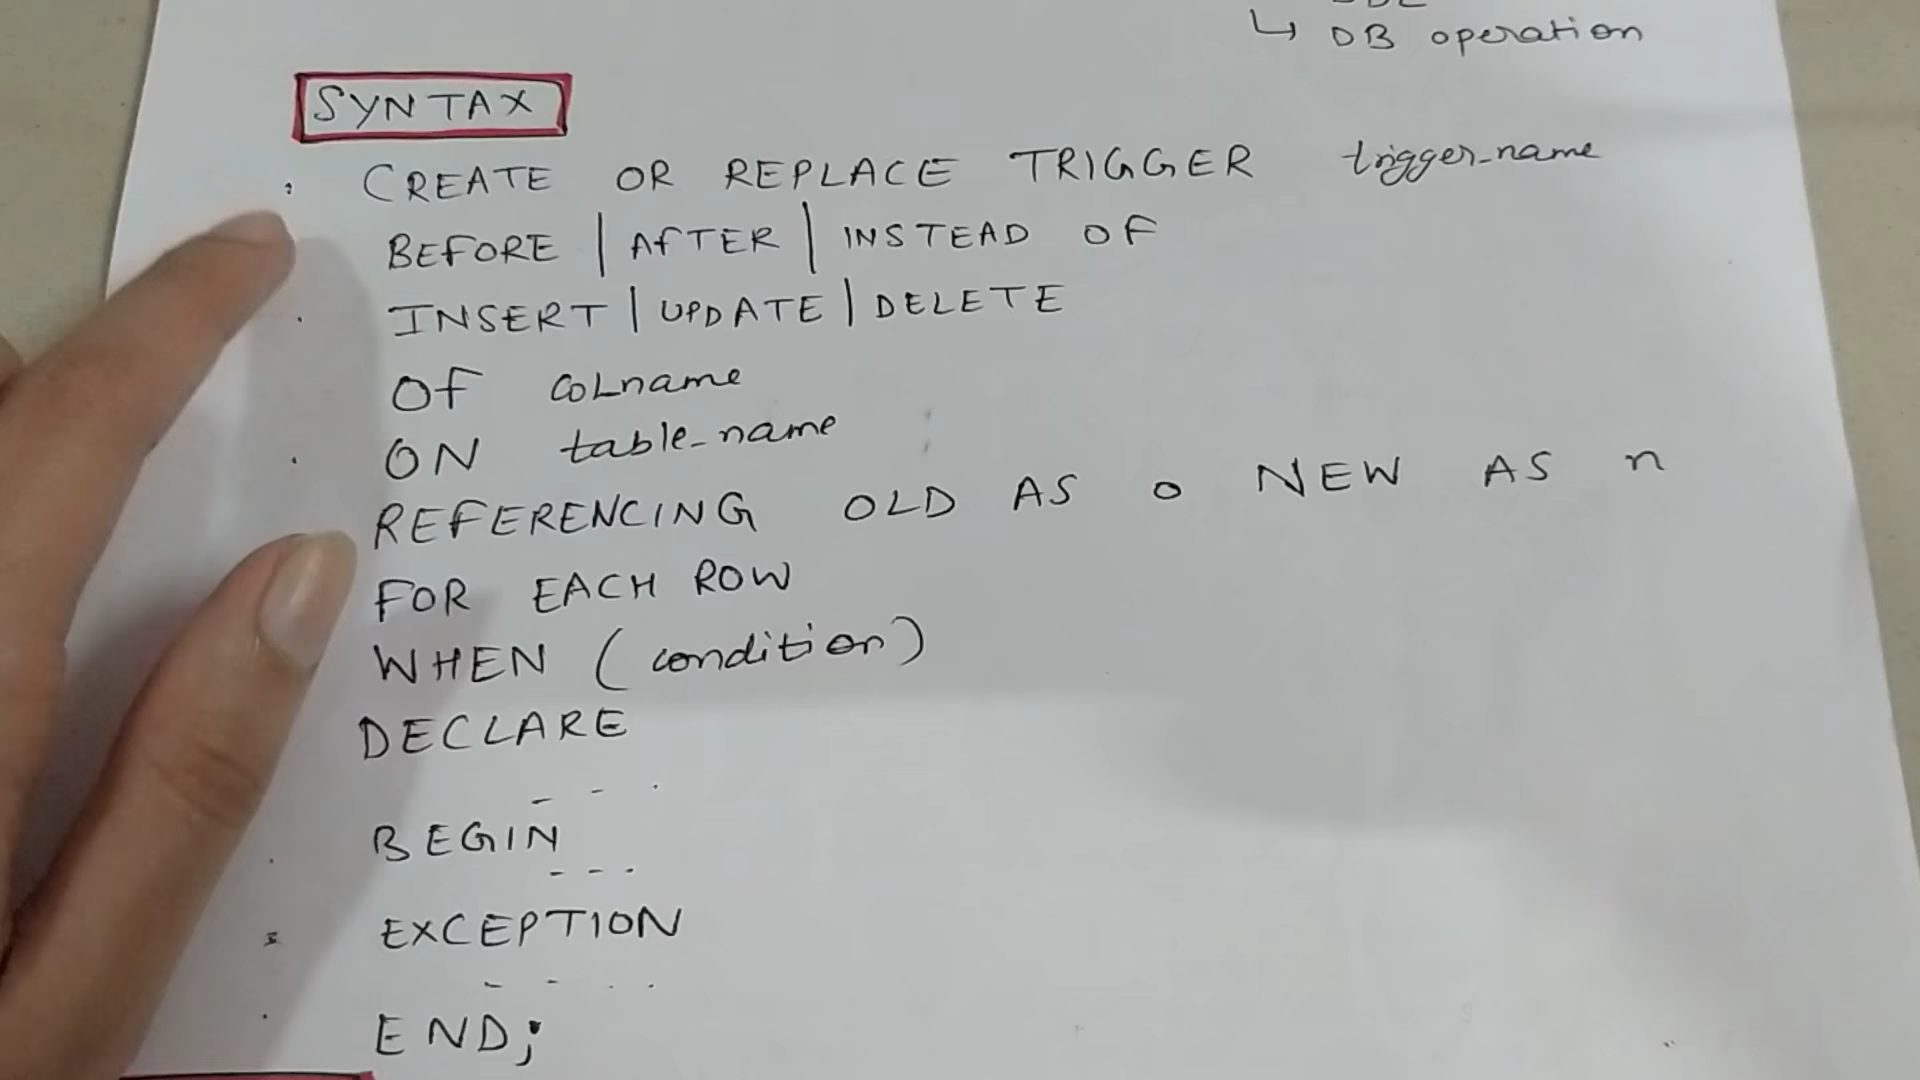 ↳ DB operation
SYNTAX
CREATE OR REPLACE TRIGGER trigger_name
BEFORE | AFTER | INSTEAD OF
INSERT | UPDATE | DELETE
OF coLname
ON table_name
REFERENCING OLD AS o NEW AS n
FOR EACH ROW
WHEN (condition)
DECLARE
- - .
BEGIN
- - -
EXCEPTION
- - . .
END;